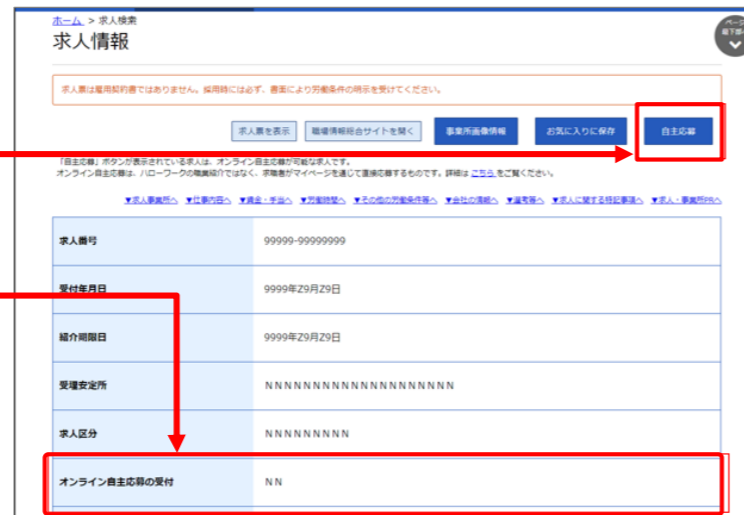 ホーム > 求人検索
求人情報
ページ
最下部へ
求人票は雇用契約書ではありません。採用時には必ず、書面により労働条件の明示を受けてください。
求人票を表示 職場情報総合サイトを開く 事業所画像情報 お気に入りに保存 自主応募
「自主応募」ボタンが表示されている求人は、オンライン自主応募が可能な求人です。
オンライン自主応募は、ハローワークの職業紹介ではなく、求職者がマイページを通じて直接応募するものです。詳細は こちら をご覧ください。
▼求人事業所へ ▼仕事内容へ ▼賃金・手当へ ▼労働時間へ ▼その他の労働条件等へ ▼会社の情報へ ▼選考等へ ▼求人に関する特記事項へ ▼求人・事業所PRへ
求人番号 99999-99999999
受付年月日 9999年Z9月Z9日
紹介期限日 9999年Z9月Z9日
受理安定所 ＮＮＮＮＮＮＮＮＮＮＮＮＮＮＮＮＮＮＮＮ
求人区分 ＮＮＮＮＮＮＮＮＮ
オンライン自主応募の受付 ＮＮ